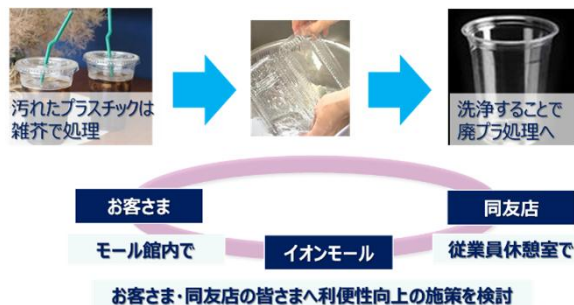 汚れたプラスチックは
雑芥で処理
洗浄することで
廃プラ処理へ
お客さま
同友店
モール館内で
イオンモール
従業員休憩室で
お客さま・同友店の皆さまへ利便性向上の施策を検討